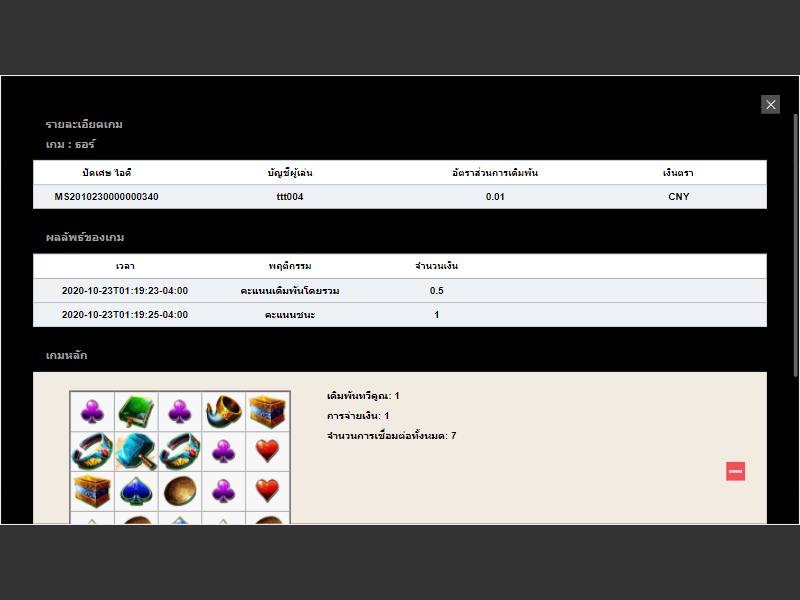 รายละเอียดเกม
เกม : ธอร์
ปัดเศษ ไอดี บัญชีผู้เล่น อัตราส่วนการเดิมพัน เงินตรา
MS2010230000000340 ttt004 0.01 CNY
ผลลัพธ์ของเกม
เวลา พฤติกรรม จำนวนเงิน
2020-10-23T01:19:23-04:00 คะแนนเดิมพันโดยรวม 0.5
2020-10-23T01:19:25-04:00 คะแนนชนะ 1
เกมหลัก
เดิมพันทวีคูณ: 1
การจ่ายเงิน: 1
จำนวนการเชื่อมต่อทั้งหมด: 7